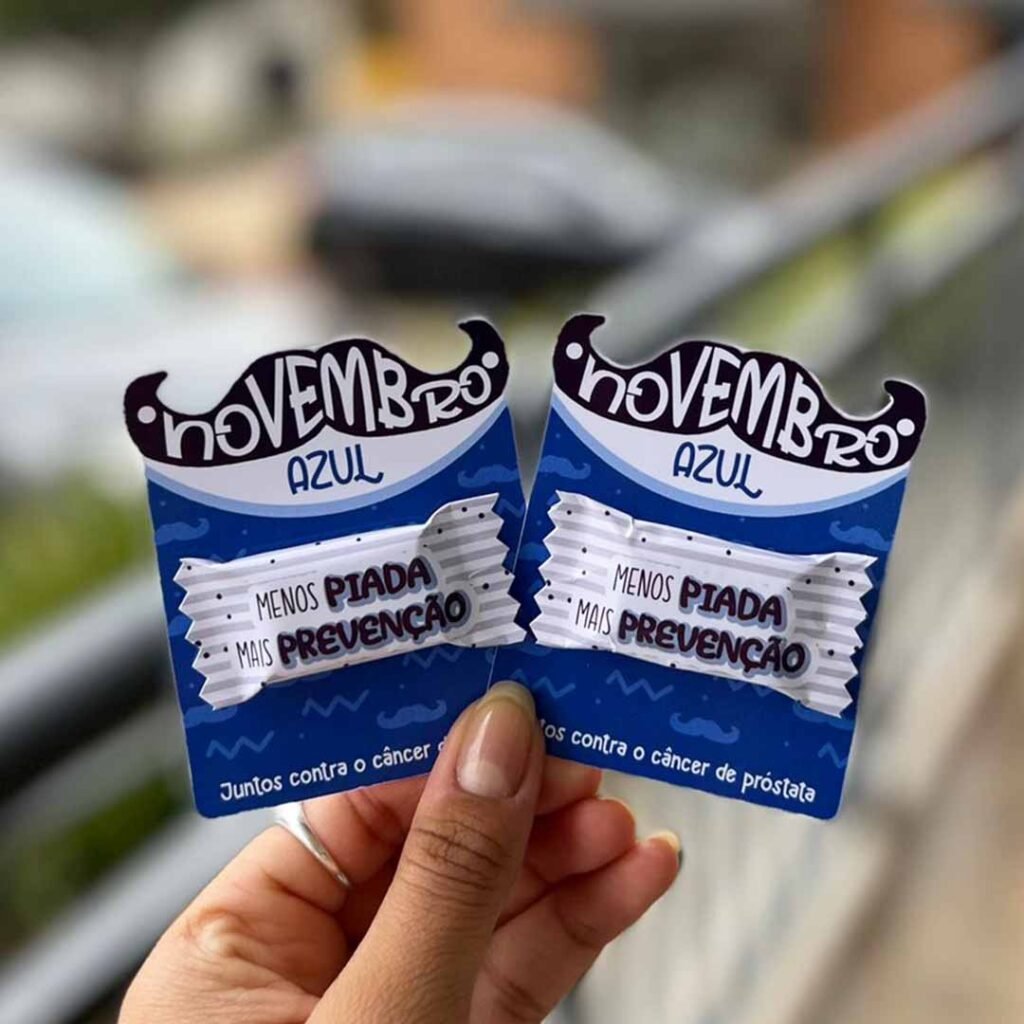 NOVEMBRO
AZUL
MENOS PIADA
MAIS PREVENÇÃO
Juntos contra o câncer
NOVEMBRO
AZUL
MENOS PIADA
MAIS PREVENÇÃO
contra o câncer de próstata